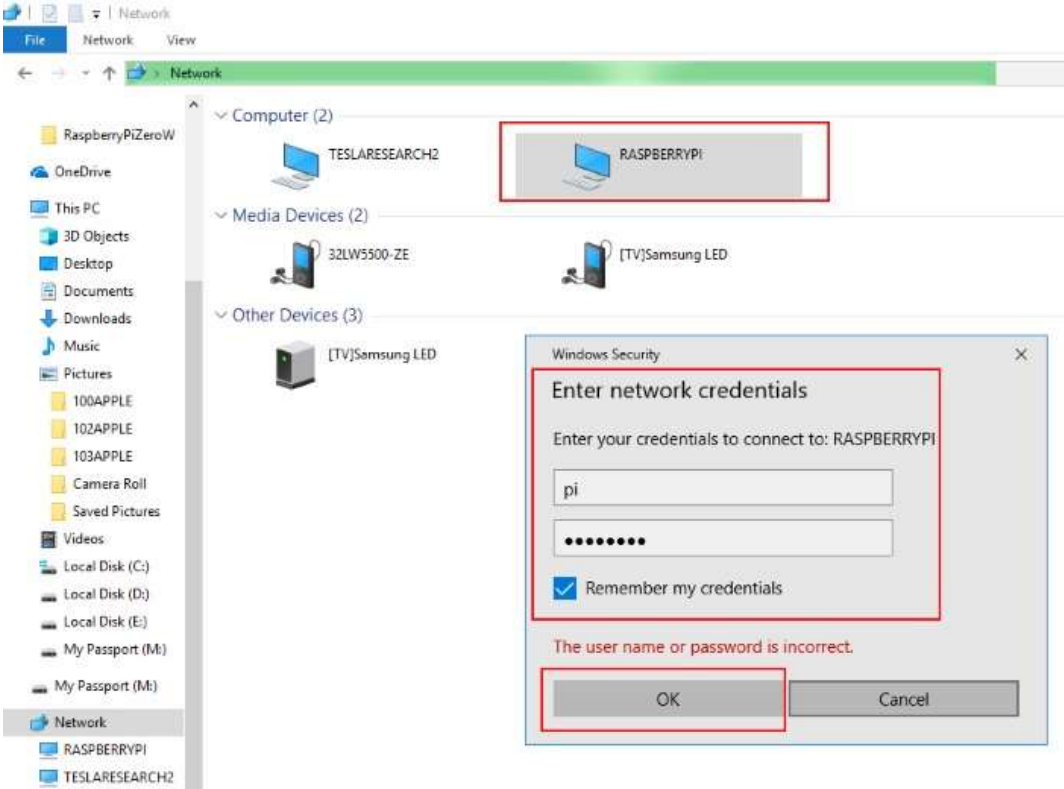 Network
File Network View
Network
RaspberryPiZeroW
OneDrive
This PC
3D Objects
Desktop
Documents
Downloads
Music
Pictures
100APPLE
102APPLE
103APPLE
Camera Roll
Saved Pictures
Videos
Local Disk (C:)
Local Disk (D:)
Local Disk (E:)
My Passport (M:)
My Passport (M:)
Network
RASPBERRYPI
TESLARESEARCH2
Computer (2)
TESLARESEARCH2 RASPBERRYPI
Media Devices (2)
32LW5500-ZE [TV]Samsung LED
Other Devices (3)
[TV]Samsung LED
Windows Security
Enter network credentials
Enter your credentials to connect to: RASPBERRYPI
pi
●●●●●●●●
Remember my credentials
The user name or password is incorrect.
OK Cancel